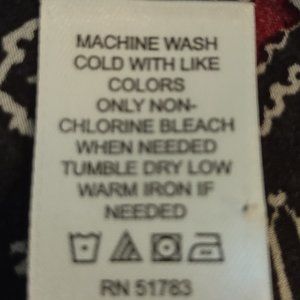 MACHINE WASH
COLD WITH LIKE
COLORS
ONLY NON-
CHLORINE BLEACH
WHEN NEEDED
TUMBLE DRY LOW
WARM IRON IF
NEEDED
RN 51783